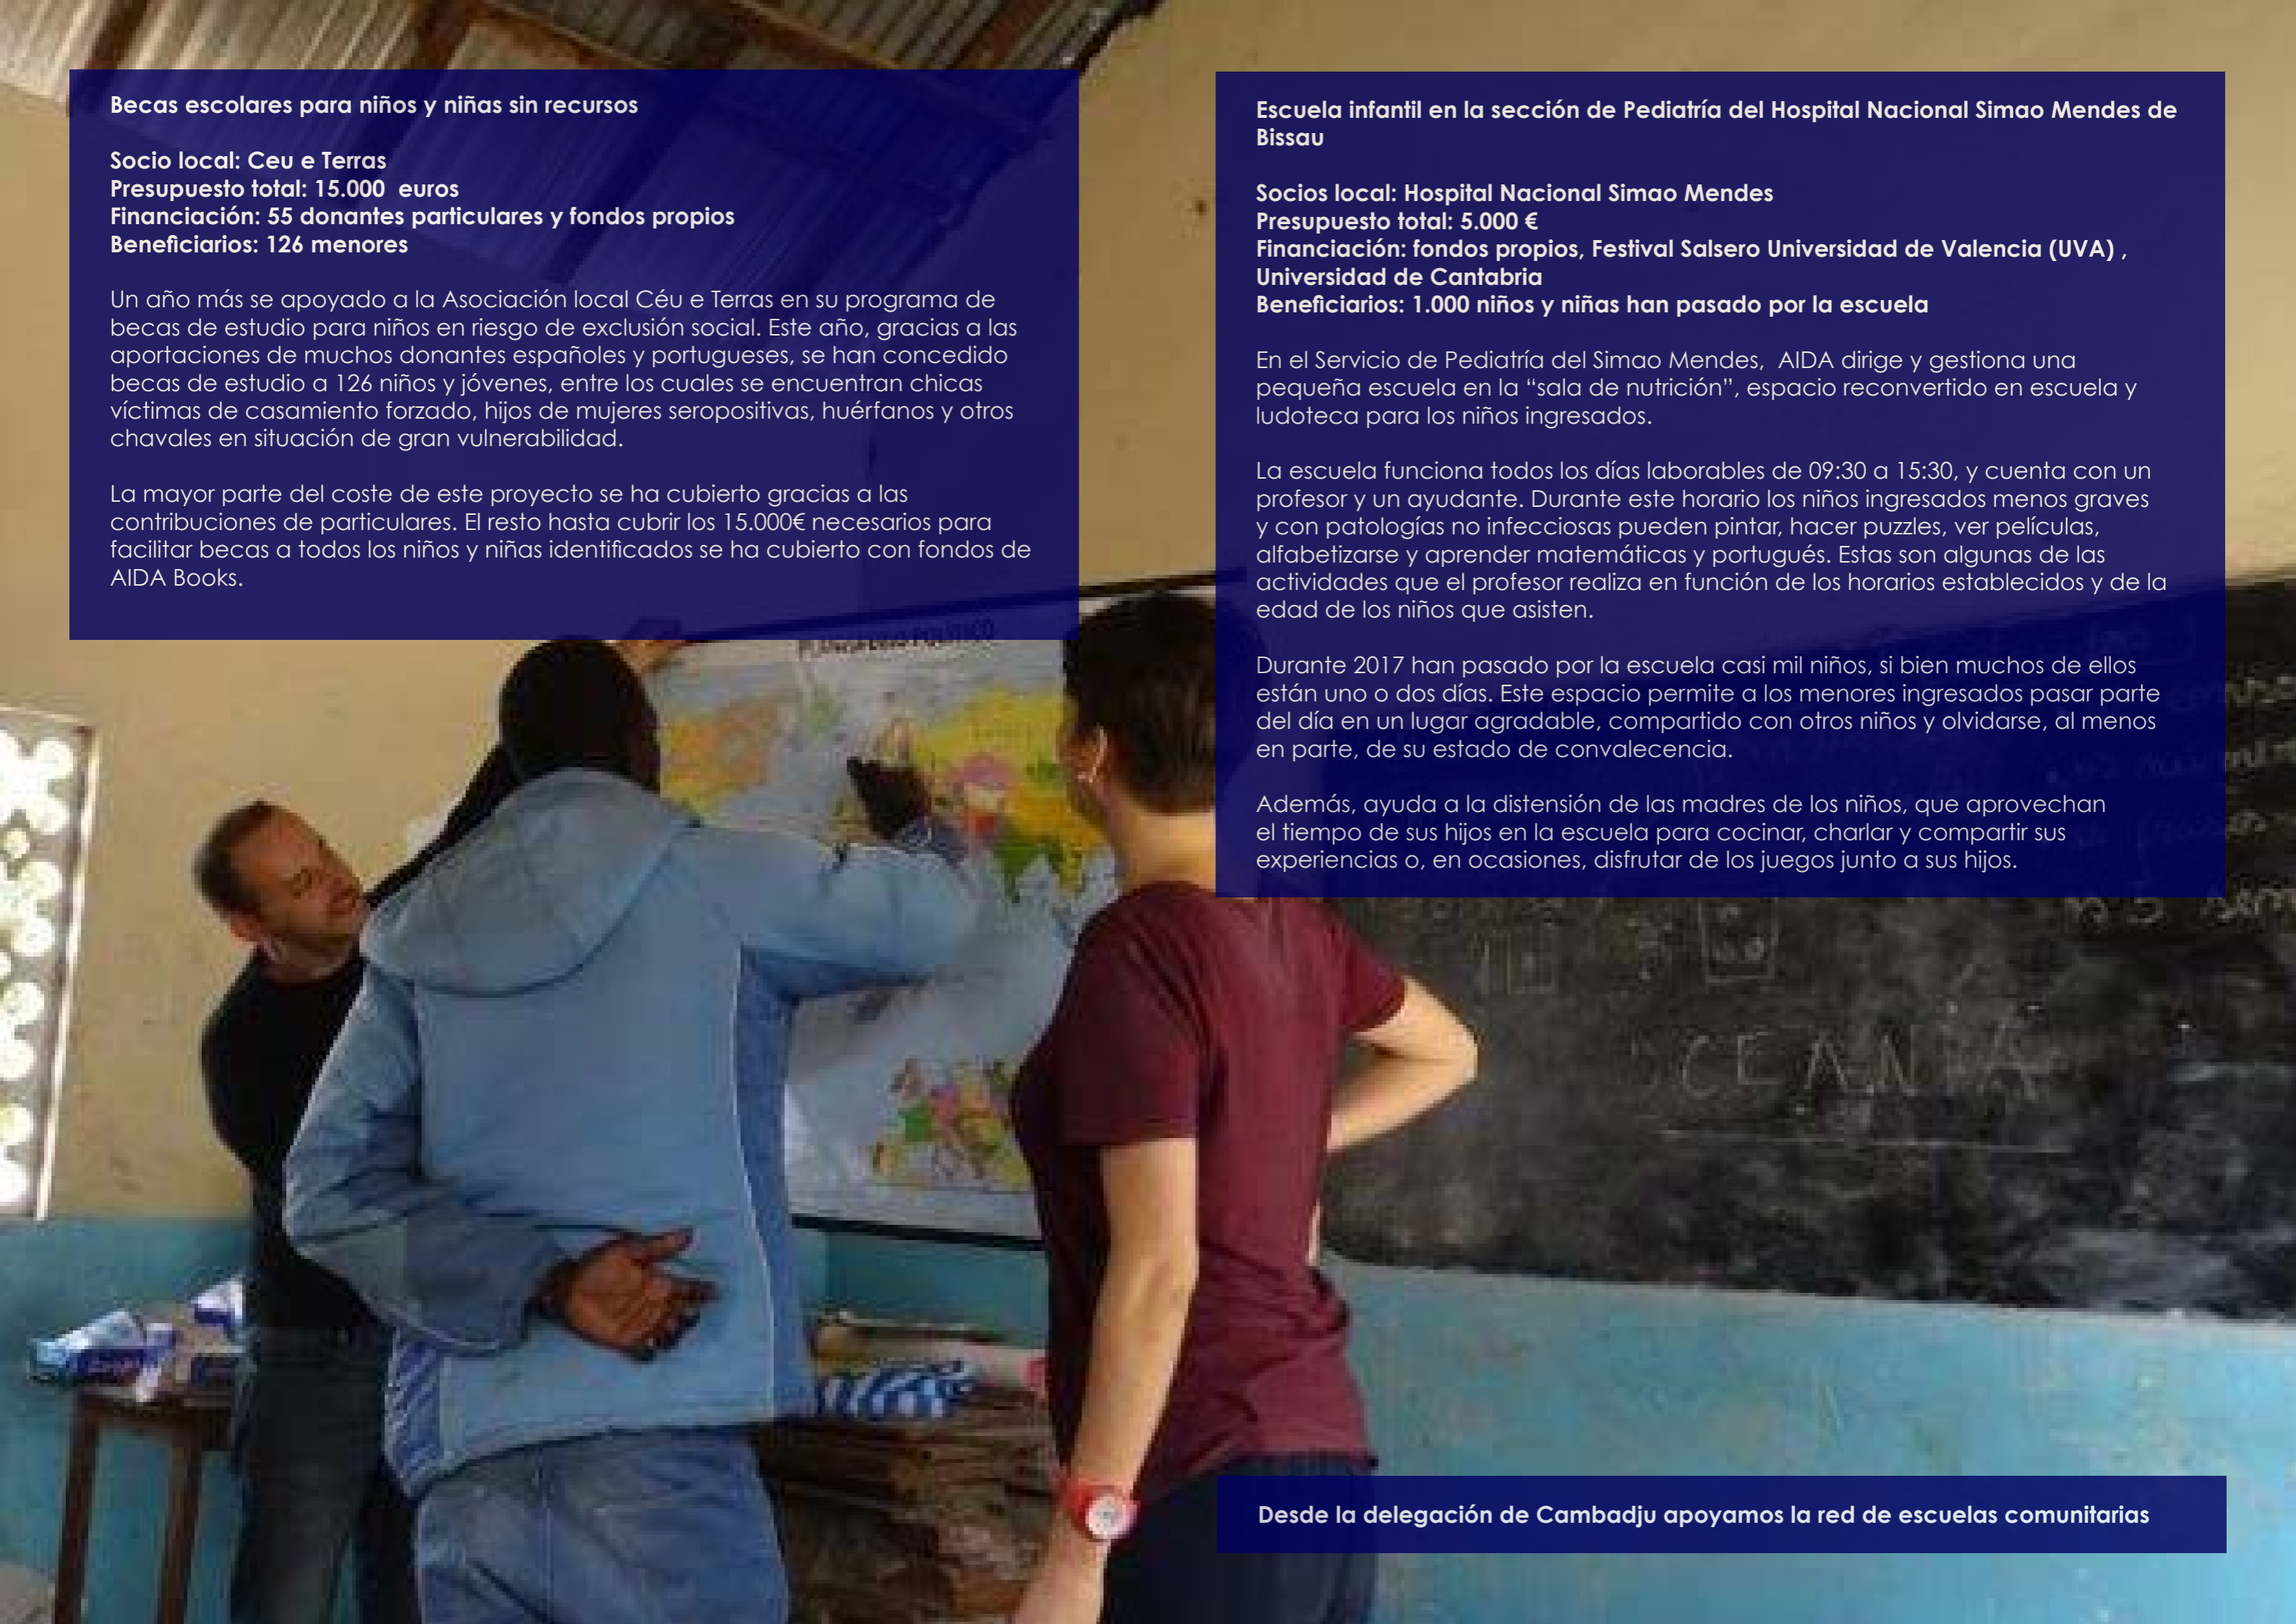 Becas escolares para niños y niñas sin recursos
Socio local: Ceu e Terras
Presupuesto total: 15.000  euros
Financiación: 55 donantes particulares y fondos propios
Beneficiarios: 126 menores
Un año más se apoyado a la Asociación local Céu e Terras en su programa de
becas de estudio para niños en riesgo de exclusión social. Este año, gracias a las
aportaciones de muchos donantes españoles y portugueses, se han concedido
becas de estudio a 126 niños y jóvenes, entre los cuales se encuentran chicas
víctimas de casamiento forzado, hijos de mujeres seropositivas, huérfanos y otros
chavales en situación de gran vulnerabilidad.
La mayor parte del coste de este proyecto se ha cubierto gracias a las
contribuciones de particulares. El resto hasta cubrir los 15.000€ necesarios para
facilitar becas a todos los niños y niñas identificados se ha cubierto con fondos de
AIDA Books.
Escuela infantil en la sección de Pediatría del Hospital Nacional Simao Mendes de
Bissau
Socios local: Hospital Nacional Simao Mendes
Presupuesto total: 5.000 €
Financiación: fondos propios, Festival Salsero Universidad de Valencia (UVA) ,
Universidad de Cantabria
Beneficiarios: 1.000 niños y niñas han pasado por la escuela
En el Servicio de Pediatría del Simao Mendes,  AIDA dirige y gestiona una
pequeña escuela en la “sala de nutrición”, espacio reconvertido en escuela y
ludoteca para los niños ingresados.
La escuela funciona todos los días laborables de 09:30 a 15:30, y cuenta con un
profesor y un ayudante. Durante este horario los niños ingresados menos graves
y con patologías no infecciosas pueden pintar, hacer puzzles, ver películas,
alfabetizarse y aprender matemáticas y portugués. Estas son algunas de las
actividades que el profesor realiza en función de los horarios establecidos y de la
edad de los niños que asisten.
Durante 2017 han pasado por la escuela casi mil niños, si bien muchos de ellos
están uno o dos días. Este espacio permite a los menores ingresados pasar parte
del día en un lugar agradable, compartido con otros niños y olvidarse, al menos
en parte, de su estado de convalecencia.
Además, ayuda a la distensión de las madres de los niños, que aprovechan
el tiempo de sus hijos en la escuela para cocinar, charlar y compartir sus
experiencias o, en ocasiones, disfrutar de los juegos junto a sus hijos.
OCEANIA
Desde la delegación de Cambadju apoyamos la red de escuelas comunitarias